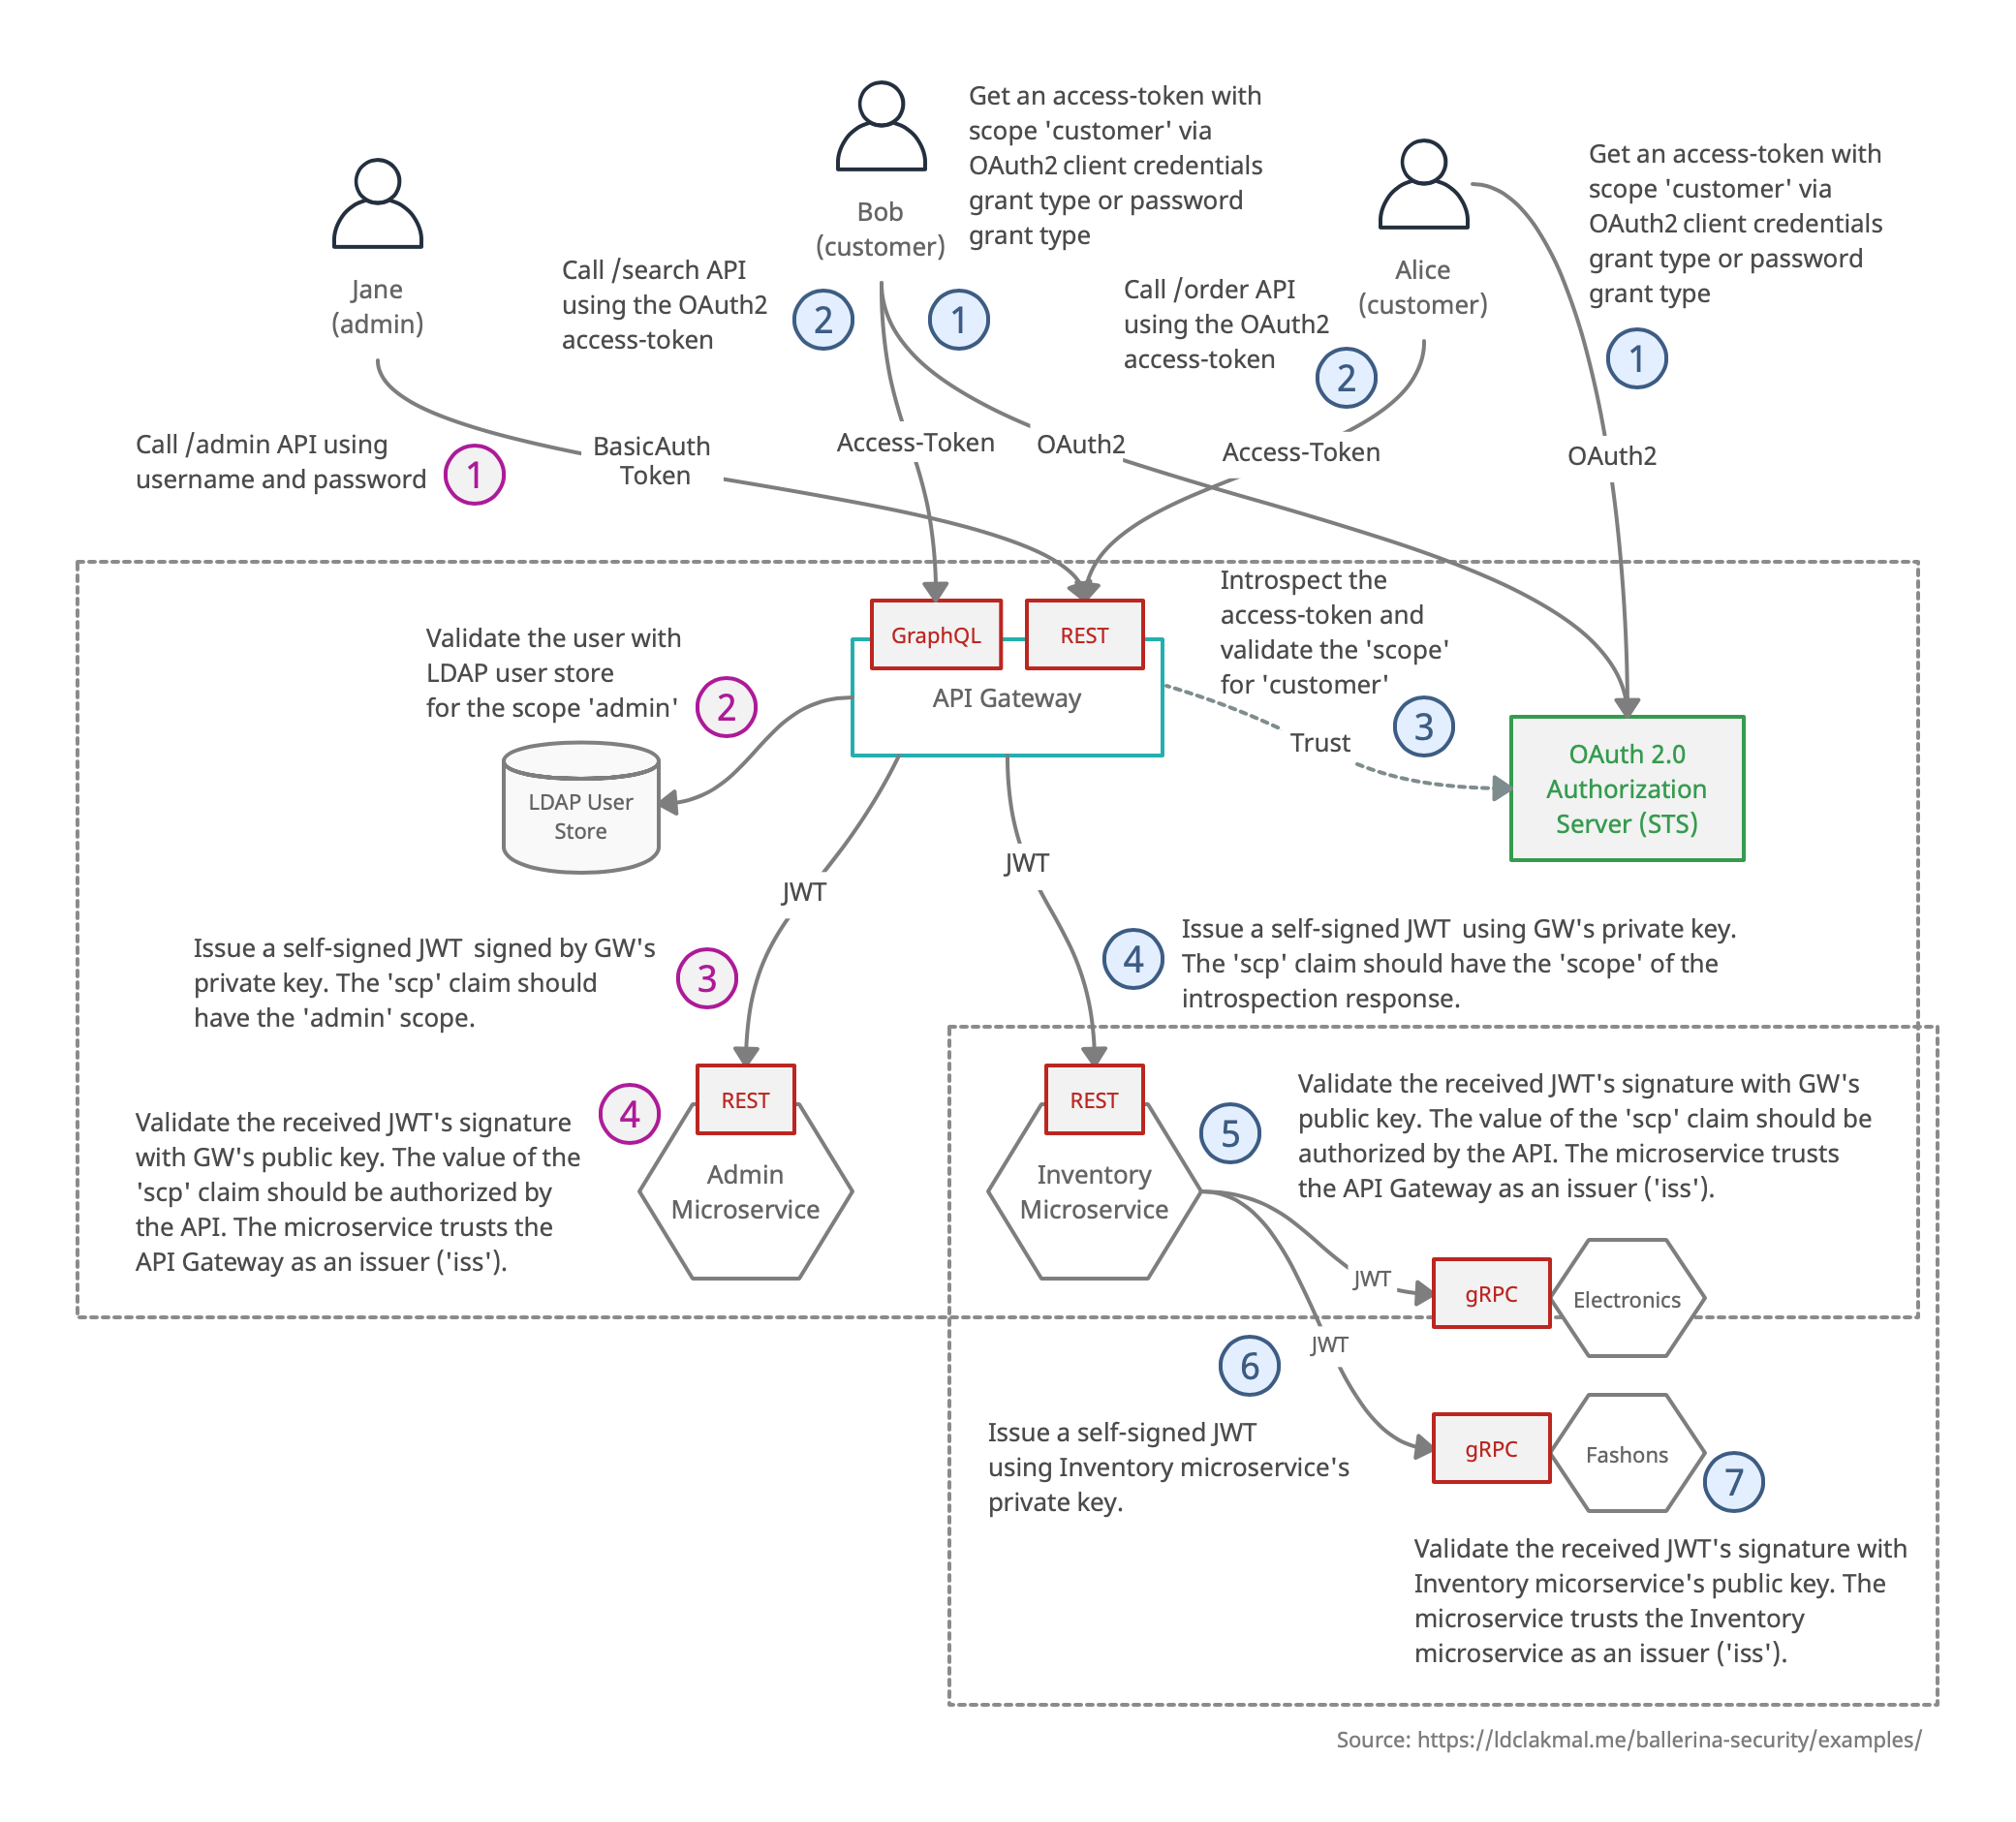 Get an access-token with
scope 'customer' via
OAuth2 client credentials
grant type or password
grant type
Bob
(customer)
Get an access-token with
scope 'customer' via
OAuth2 client credentials
grant type or password
grant type
1
Alice
(customer)
Jane
(admin)
Call /search API
using the OAuth2
access-token
2
1
Call /order API
using the OAuth2
access-token
2
Call /admin API using
username and password
1
BasicAuth
Token
Access-Token
OAuth2
Access-Token
OAuth2
GraphQL
REST
API Gateway
Introspect the
access-token and
validate the 'scope'
for 'customer'
3
Trust
Validate the user with
LDAP user store
for the scope 'admin'
2
LDAP User
Store
OAuth 2.0
Authorization
Server (STS)
JWT
JWT
Issue a self-signed JWT  signed by GW's
private key. The 'scp' claim should
have the 'admin' scope.
3
4
Issue a self-signed JWT  using GW's private key.
The 'scp' claim should have the 'scope' of the
introspection response.
4
REST
Admin
Microservice
Validate the received JWT's signature
with GW's public key. The value of the
'scp' claim should be authorized by
the API. The microservice trusts the
API Gateway as an issuer ('iss').
REST
Inventory
Microservice
5
Validate the received JWT's signature with GW's
public key. The value of the 'scp' claim should be
authorized by the API. The microservice trusts
the API Gateway as an issuer ('iss').
JWT
gRPC
Electronics
JWT
6
Issue a self-signed JWT
using Inventory microservice's
private key.
gRPC
Fashons
7
Validate the received JWT's signature with
Inventory micorservice's public key. The
microservice trusts the Inventory
microservice as an issuer ('iss').
Source: https://ldclakmal.me/ballerina-security/examples/